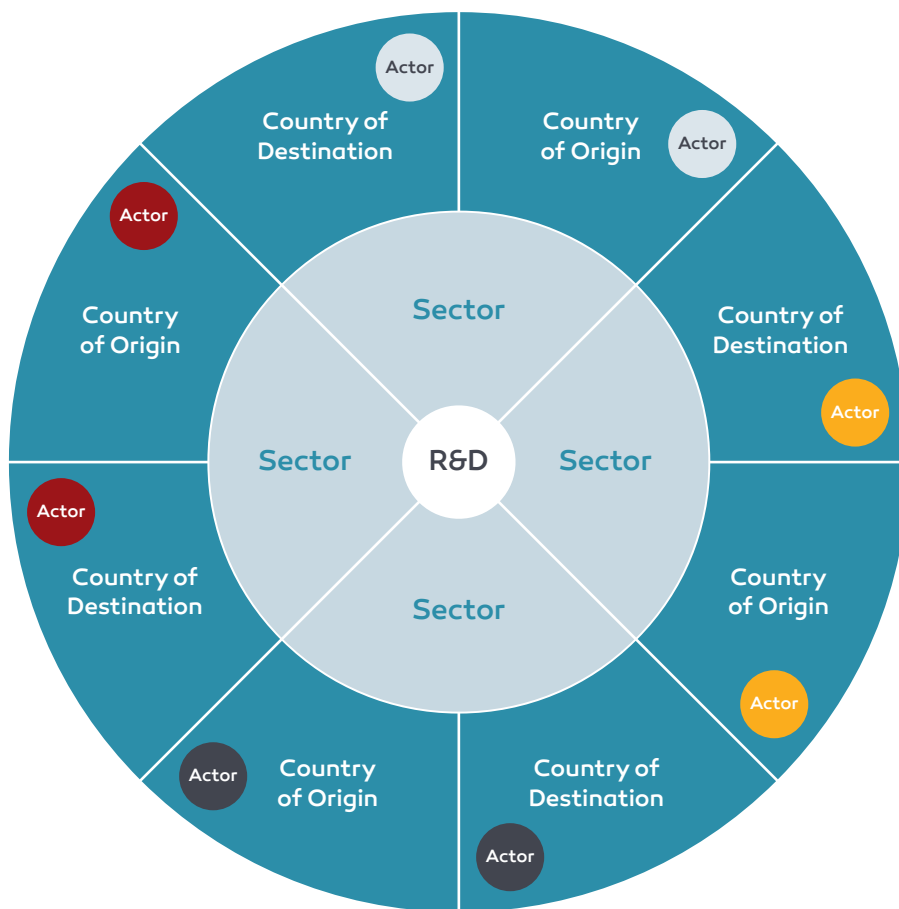 Actor
Country of
Destination
Country
of Origin
Actor
Actor
Country
of Origin
Sector
Country of
Destination
Actor
Sector
R&D
Sector
Actor
Country of
Destination
Sector
Country
of Origin
Actor
Actor
Country
of Origin
Country of
Destination
Actor